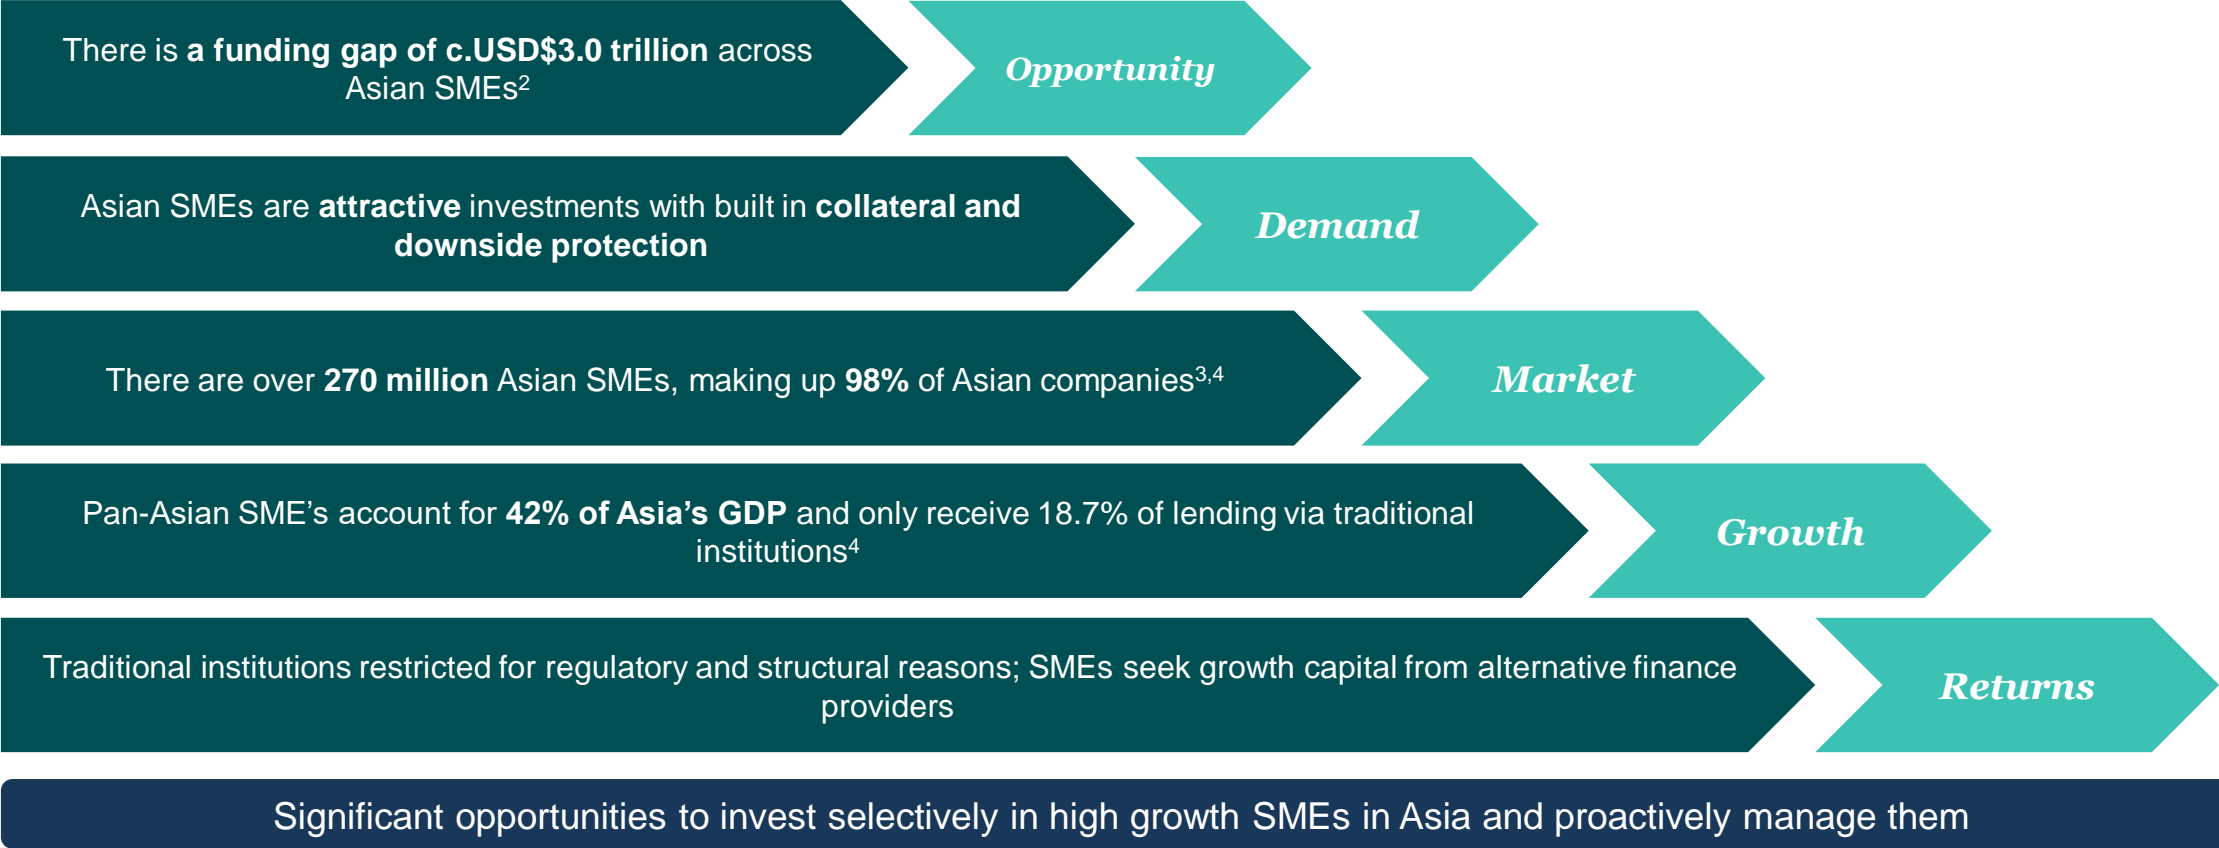 There is a funding gap of c.USD$3.0 trillion across
Asian SMEs²
Opportunity
Asian SMEs are attractive investments with built in collateral and
downside protection
Demand
There are over 270 million Asian SMEs, making up 98% of Asian companies³,⁴
Market
Pan-Asian SME’s account for 42% of Asia’s GDP and only receive 18.7% of lending via traditional
institutions⁴
Growth
Traditional institutions restricted for regulatory and structural reasons; SMEs seek growth capital from alternative finance
providers
Returns
Significant opportunities to invest selectively in high growth SMEs in Asia and proactively manage them